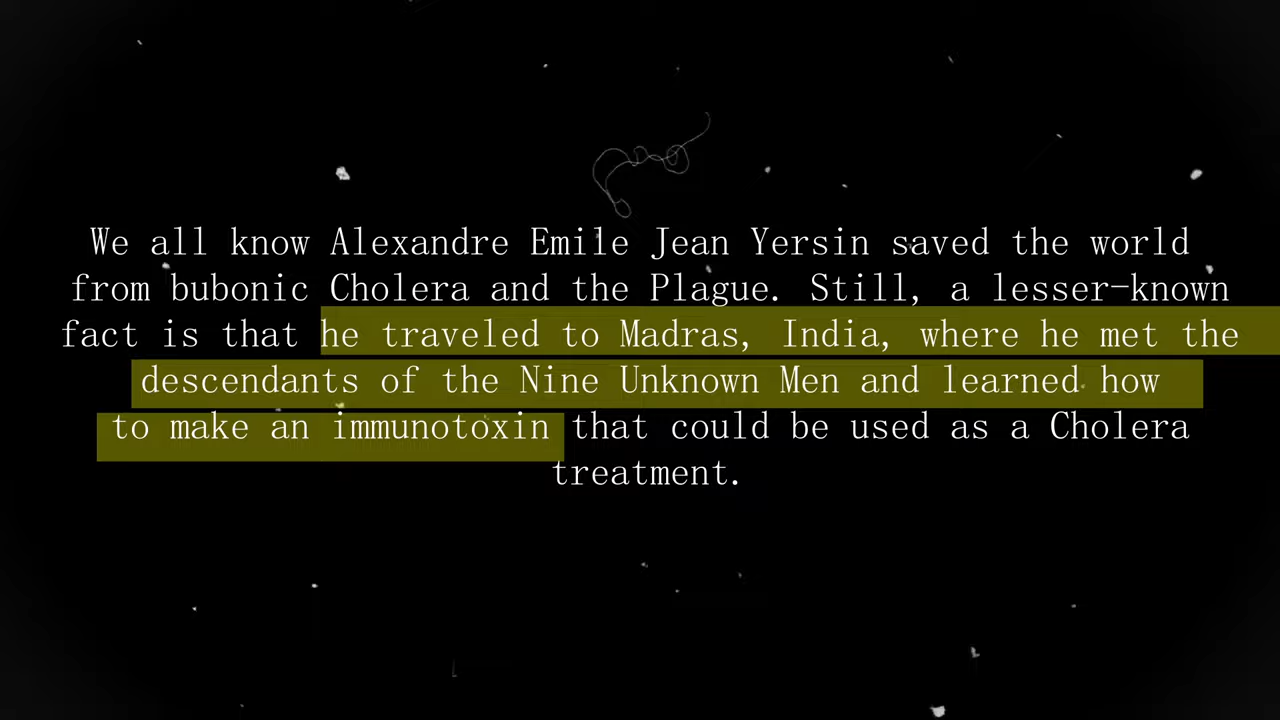 We all know Alexandre Emile Jean Yersin saved the world
from bubonic Cholera and the Plague. Still, a lesser-known
fact is that he traveled to Madras, India, where he met the
descendants of the Nine Unknown Men and learned how
to make an immunotoxin that could be used as a Cholera
treatment.